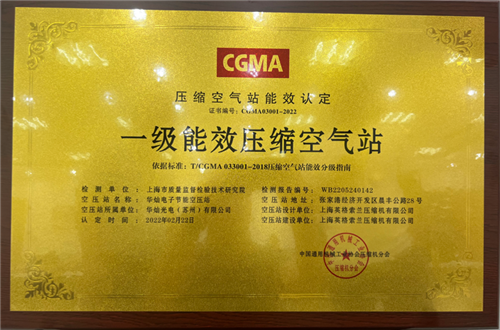 CGMA
压缩空气站能效认定
证书编号：CGMA03001-2022
一级能效压缩空气站
依据标准：T/CGMA 033001-2018压缩空气站能效分级指南
检测单位：上海市质量监督检验技术研究院
空压站名称：华灿电子节能空压站
空压站所属单位：华灿光电（苏州）有限公司
认定时间：2022年02月22日
检测报告编号：WB2205240142
空压站地址：张家港经济开发区晨丰公路28号
空压站设计单位：上海英格索兰压缩机有限公司
空压站建设单位：上海英格索兰压缩机有限公司
中国通用机械工业协会压缩机分会
压缩机分会